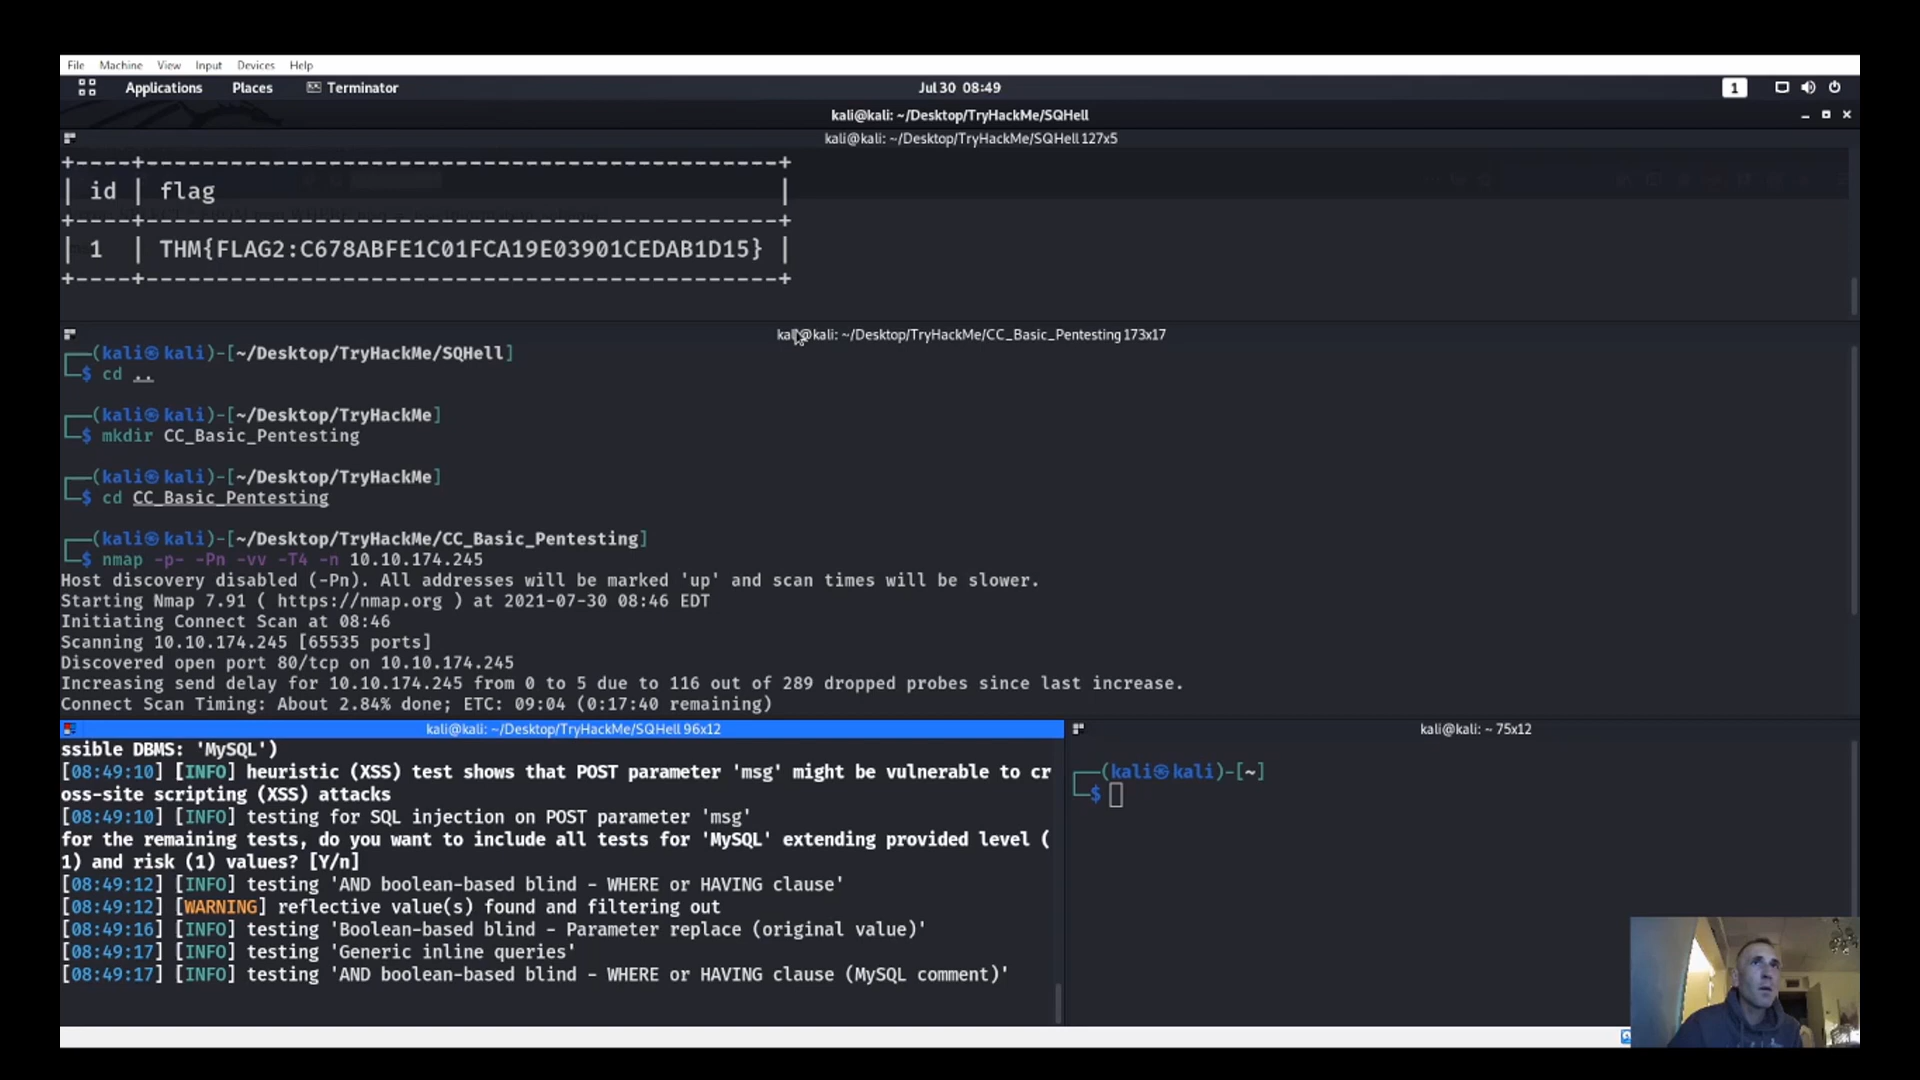 File Machine View Input Devices Help
Applications Places Terminator Jul 30 08:49 1
kali@kali: ~/Desktop/TryHackMe/SQHell
kali@kali: ~/Desktop/TryHackMe/SQHell 127x5
+----+---------------------------------------------+
| id | flag |
+----+---------------------------------------------+
| 1 | THM{FLAG2:C678ABFE1C01FCA19E03901CEDAB1D15} |
+----+---------------------------------------------+
kali@kali: ~/Desktop/TryHackMe/CC_Basic_Pentesting 173x17
┌──(kali㉿kali)-[~/Desktop/TryHackMe/SQHell]
└─$ cd ..
┌──(kali㉿kali)-[~/Desktop/TryHackMe]
└─$ mkdir CC_Basic_Pentesting
┌──(kali㉿kali)-[~/Desktop/TryHackMe]
└─$ cd CC_Basic_Pentesting
┌──(kali㉿kali)-[~/Desktop/TryHackMe/CC_Basic_Pentesting]
└─$ nmap -p- -Pn -vv -T4 -n 10.10.174.245
Host discovery disabled (-Pn). All addresses will be marked 'up' and scan times will be slower.
Starting Nmap 7.91 ( https://nmap.org ) at 2021-07-30 08:46 EDT
Initiating Connect Scan at 08:46
Scanning 10.10.174.245 [65535 ports]
Discovered open port 80/tcp on 10.10.174.245
Increasing send delay for 10.10.174.245 from 0 to 5 due to 116 out of 289 dropped probes since last increase.
Connect Scan Timing: About 2.84% done; ETC: 09:04 (0:17:40 remaining)
kali@kali: ~/Desktop/TryHackMe/SQHell 96x12
ssible DBMS: 'MySQL')
[08:49:10] [INFO] heuristic (XSS) test shows that POST parameter 'msg' might be vulnerable to cr
oss-site scripting (XSS) attacks
[08:49:10] [INFO] testing for SQL injection on POST parameter 'msg'
for the remaining tests, do you want to include all tests for 'MySQL' extending provided level (
1) and risk (1) values? [Y/n]
[08:49:12] [INFO] testing 'AND boolean-based blind - WHERE or HAVING clause'
[08:49:12] [WARNING] reflective value(s) found and filtering out
[08:49:16] [INFO] testing 'Boolean-based blind - Parameter replace (original value)'
[08:49:17] [INFO] testing 'Generic inline queries'
[08:49:17] [INFO] testing 'AND boolean-based blind - WHERE or HAVING clause (MySQL comment)'
kali@kali: ~ 75x12
┌──(kali㉿kali)-[~]
└─$